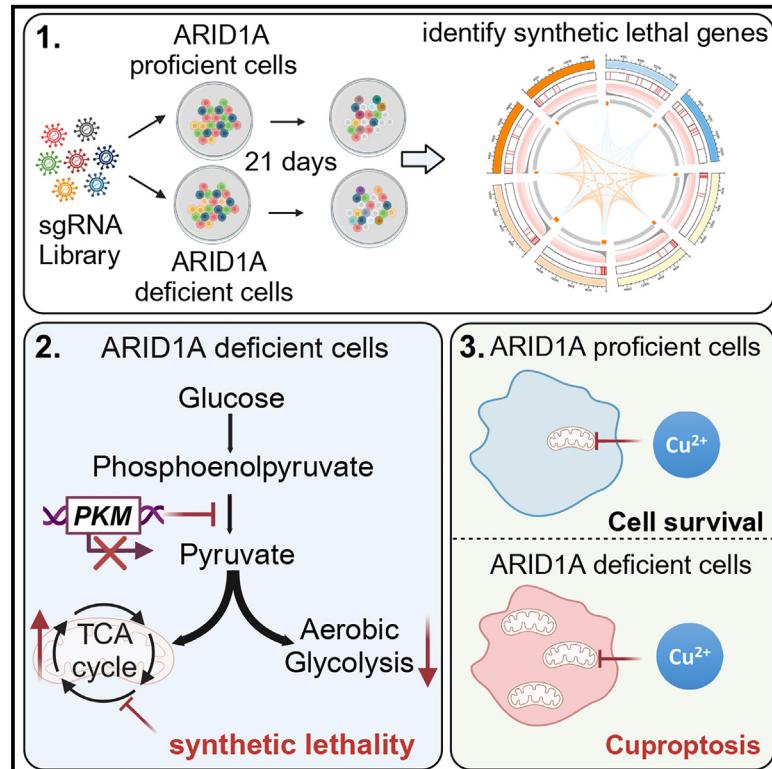 1.
ARID1A
proficient cells
identify synthetic lethal genes
21 days
sgRNA
Library
ARID1A
deficient cells
2. ARID1A deficient cells
Glucose
Phosphoenolpyruvate
PKM
Pyruvate
TCA
cycle
Aerobic
Glycolysis
synthetic lethality
3. ARID1A proficient cells
Cu²⁺
Cell survival
ARID1A deficient cells
Cu²⁺
Cuproptosis